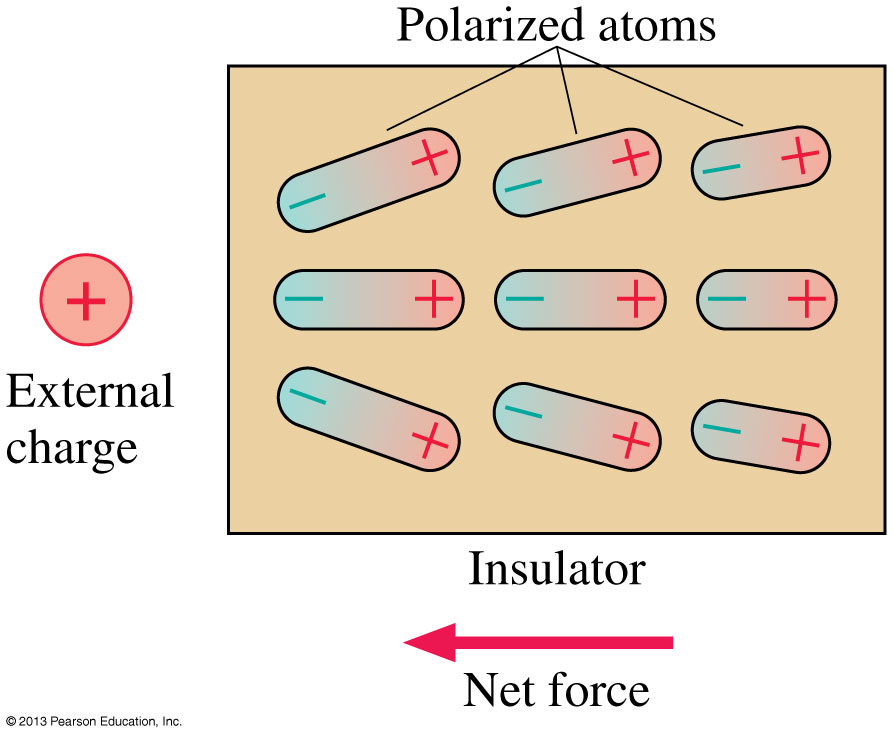 Polarized atoms
External
charge
Insulator
Net force
© 2013 Pearson Education, Inc.